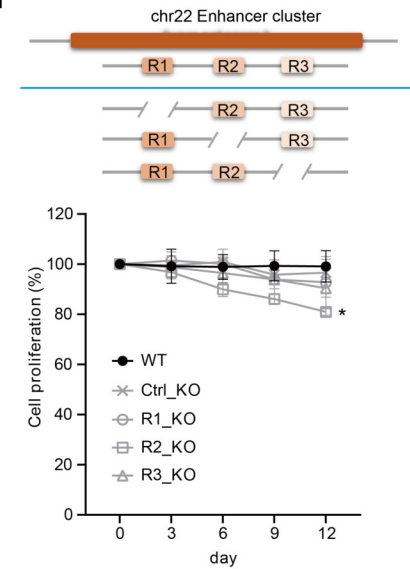 chr22 Enhancer cluster
R1 R2 R3
R2 R3
R1 R3
R1 R2
120
100
80
60
40
20
0
Cell proliferation (%)
WT
Ctrl_KO
R1_KO
R2_KO
R3_KO
*
0 3 6 9 12
day